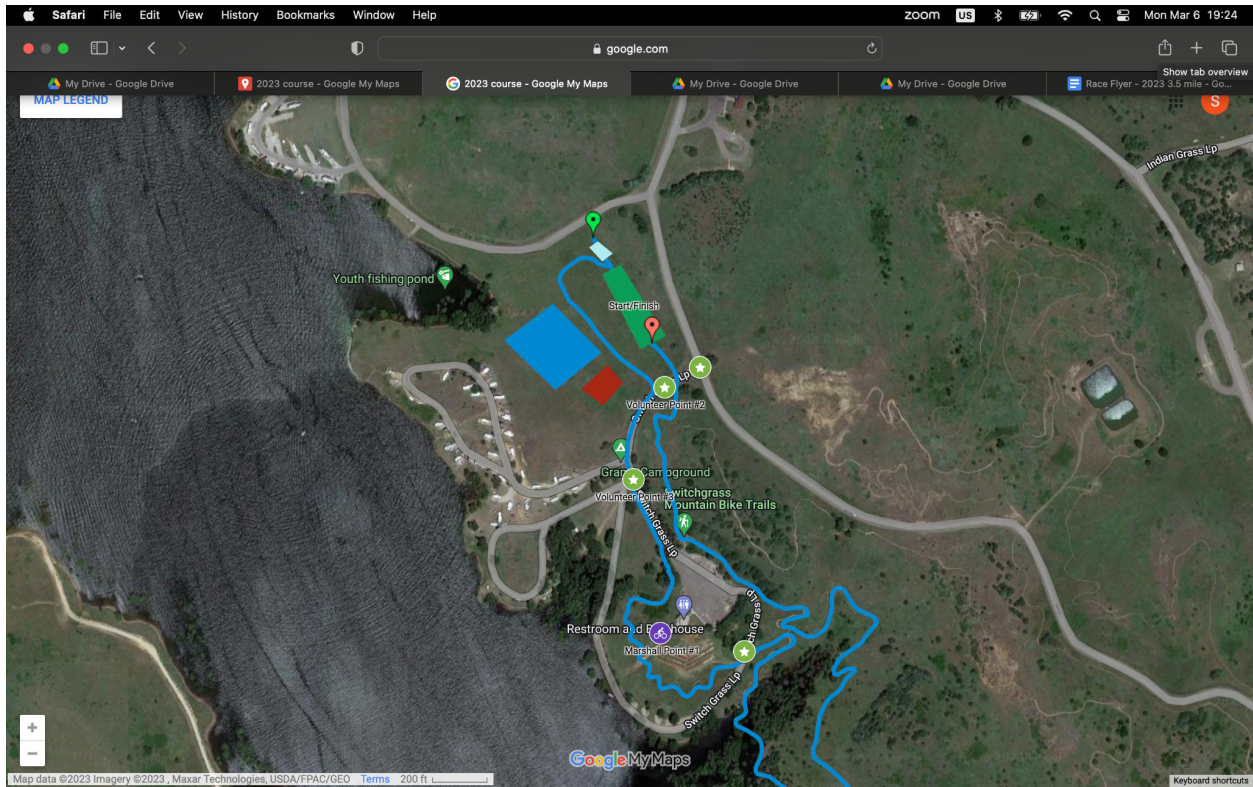 Safari File Edit View History Bookmarks Window Help
zoom US Mon Mar 6 19:24
google.com
Show tab overview
My Drive - Google Drive
2023 course - Google My Maps
2023 course - Google My Maps
My Drive - Google Drive
My Drive - Google Drive
Race Flyer - 2023 3.5 mile - Go...
MAP LEGEND
S
Indian Grass Lp
Youth fishing pond
Start/Finish
Lp
Volunteer Point #2
Campground
Volunteer Point #3
Switchgrass
Mountain Bike Trails
Switch Grass Lp
Restroom and
Marshall Point #1
Switch Grass Lp
Google My Maps
Map data ©2023 Imagery ©2023 , Maxar Technologies, USDA/FPAC/GEO Terms 200 ft
Keyboard shortcuts